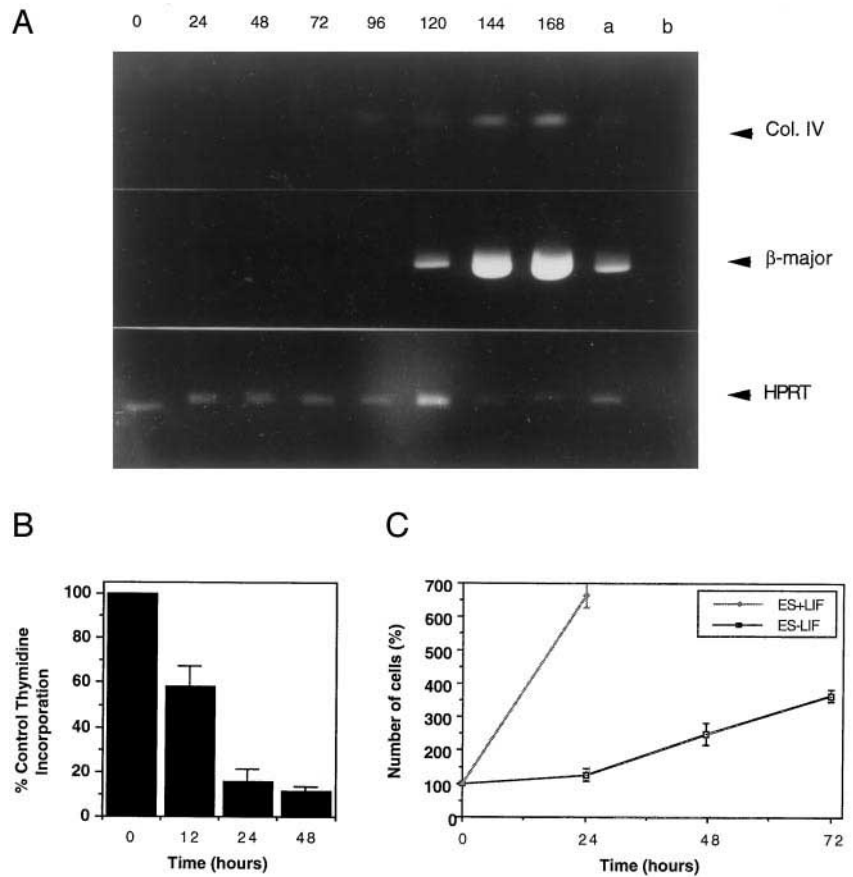 A
0 24 48 72 96 120 144 168 a b
Col. IV
β-major
HPRT
B
% Control Thymidine
Incorporation
100
80
60
40
20
0
0 12 24 48
Time (hours)
C
Number of cells (%)
700
600
500
400
300
200
100
0
ES+LIF
ES-LIF
0 24 48 72
Time (hours)